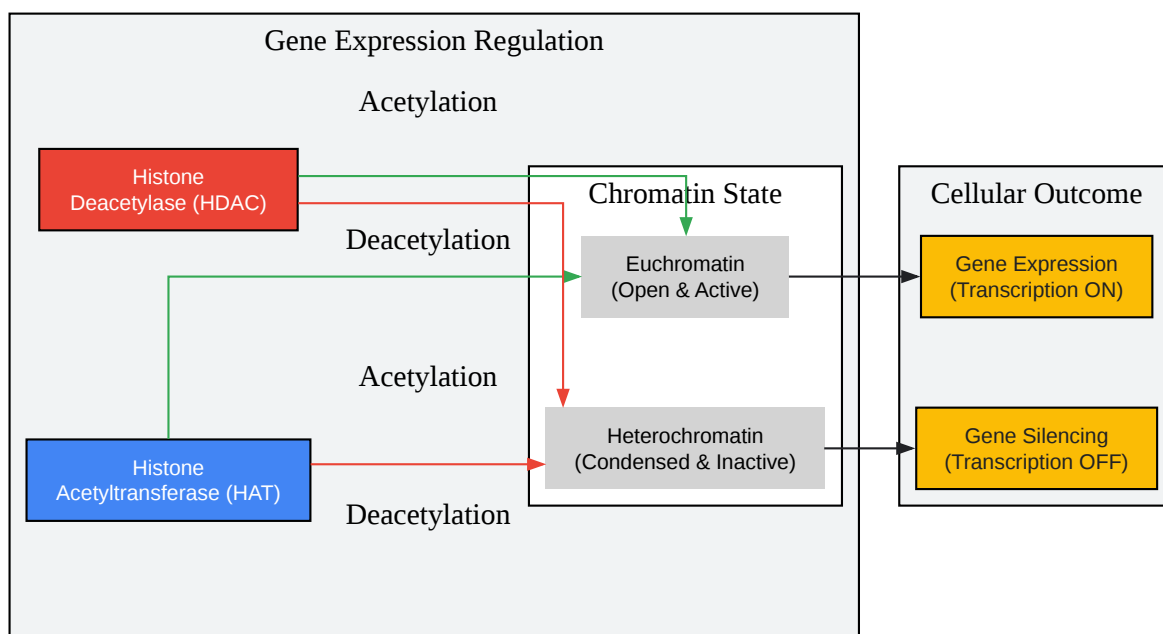 Gene Expression Regulation
Acetylation
Histone
Deacetylase (HDAC)
Deacetylation
Acetylation
Histone
Acetyltransferase (HAT)
Deacetylation
Chromatin State
Euchromatin
(Open & Active)
Heterochromatin
(Condensed & Inactive)
Cellular Outcome
Gene Expression
(Transcription ON)
Gene Silencing
(Transcription OFF)